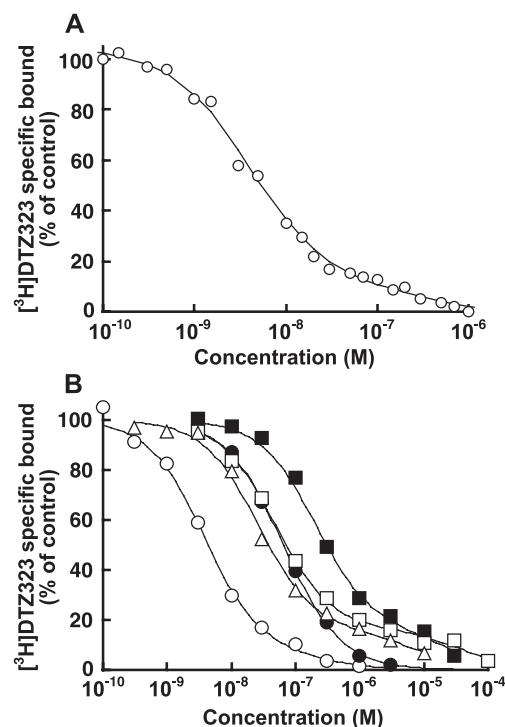 A
[³H]DTZ323 specific bound
(% of control)
100
80
60
40
20
0
10⁻¹⁰ 10⁻⁹ 10⁻⁸ 10⁻⁷ 10⁻⁶
Concentration (M)
B
[³H]DTZ323 specific bound
(% of control)
100
80
60
40
20
0
10⁻¹⁰ 10⁻⁹ 10⁻⁸ 10⁻⁷ 10⁻⁶ 10⁻⁵ 10⁻⁴
Concentration (M)